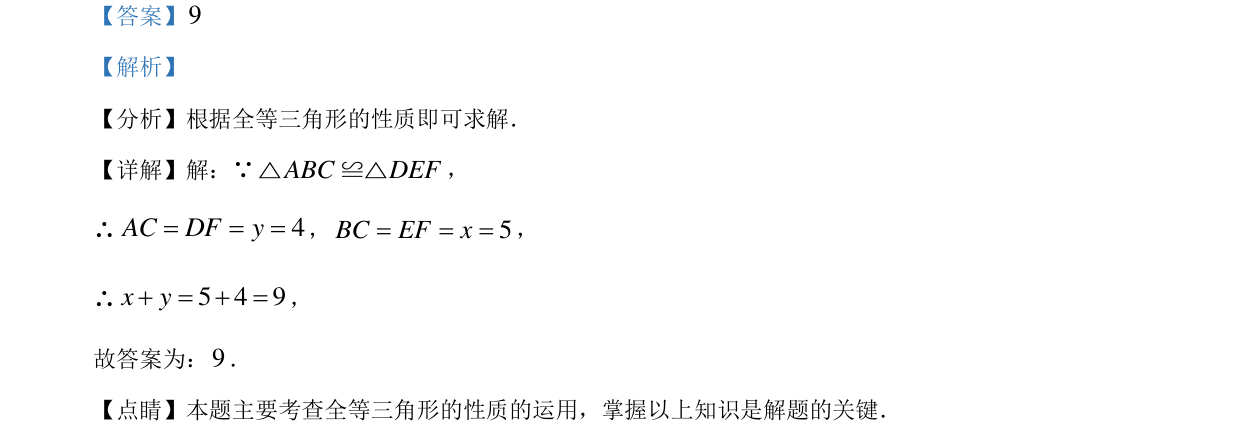 【答案】9
【解析】
【分析】根据全等三角形的性质即可求解．
【详解】解：∵△ABC≌△DEF，
∴AC=DF=y=4，BC=EF=x=5，
∴x+y=5+4=9，
故答案为：9．
【点睛】本题主要考查全等三角形的性质的运用，掌握以上知识是解题的关键．